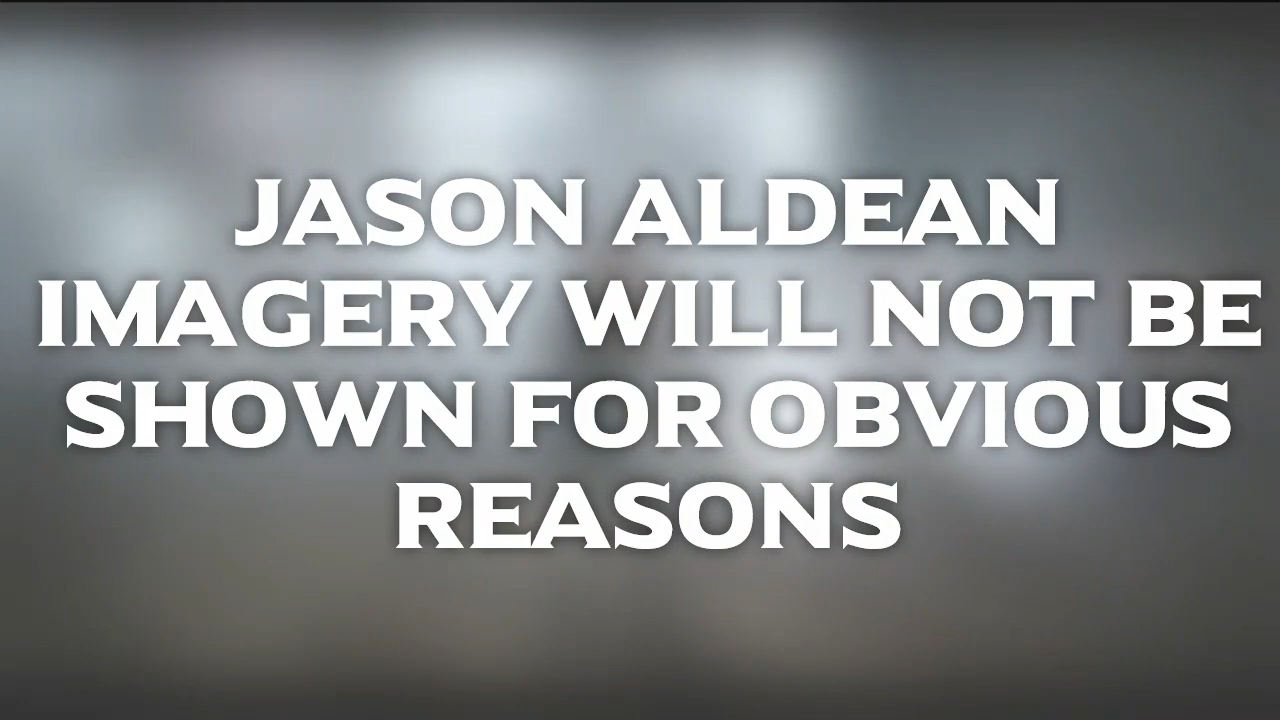 JASON ALDEAN
IMAGERY WILL NOT BE
SHOWN FOR OBVIOUS
REASONS